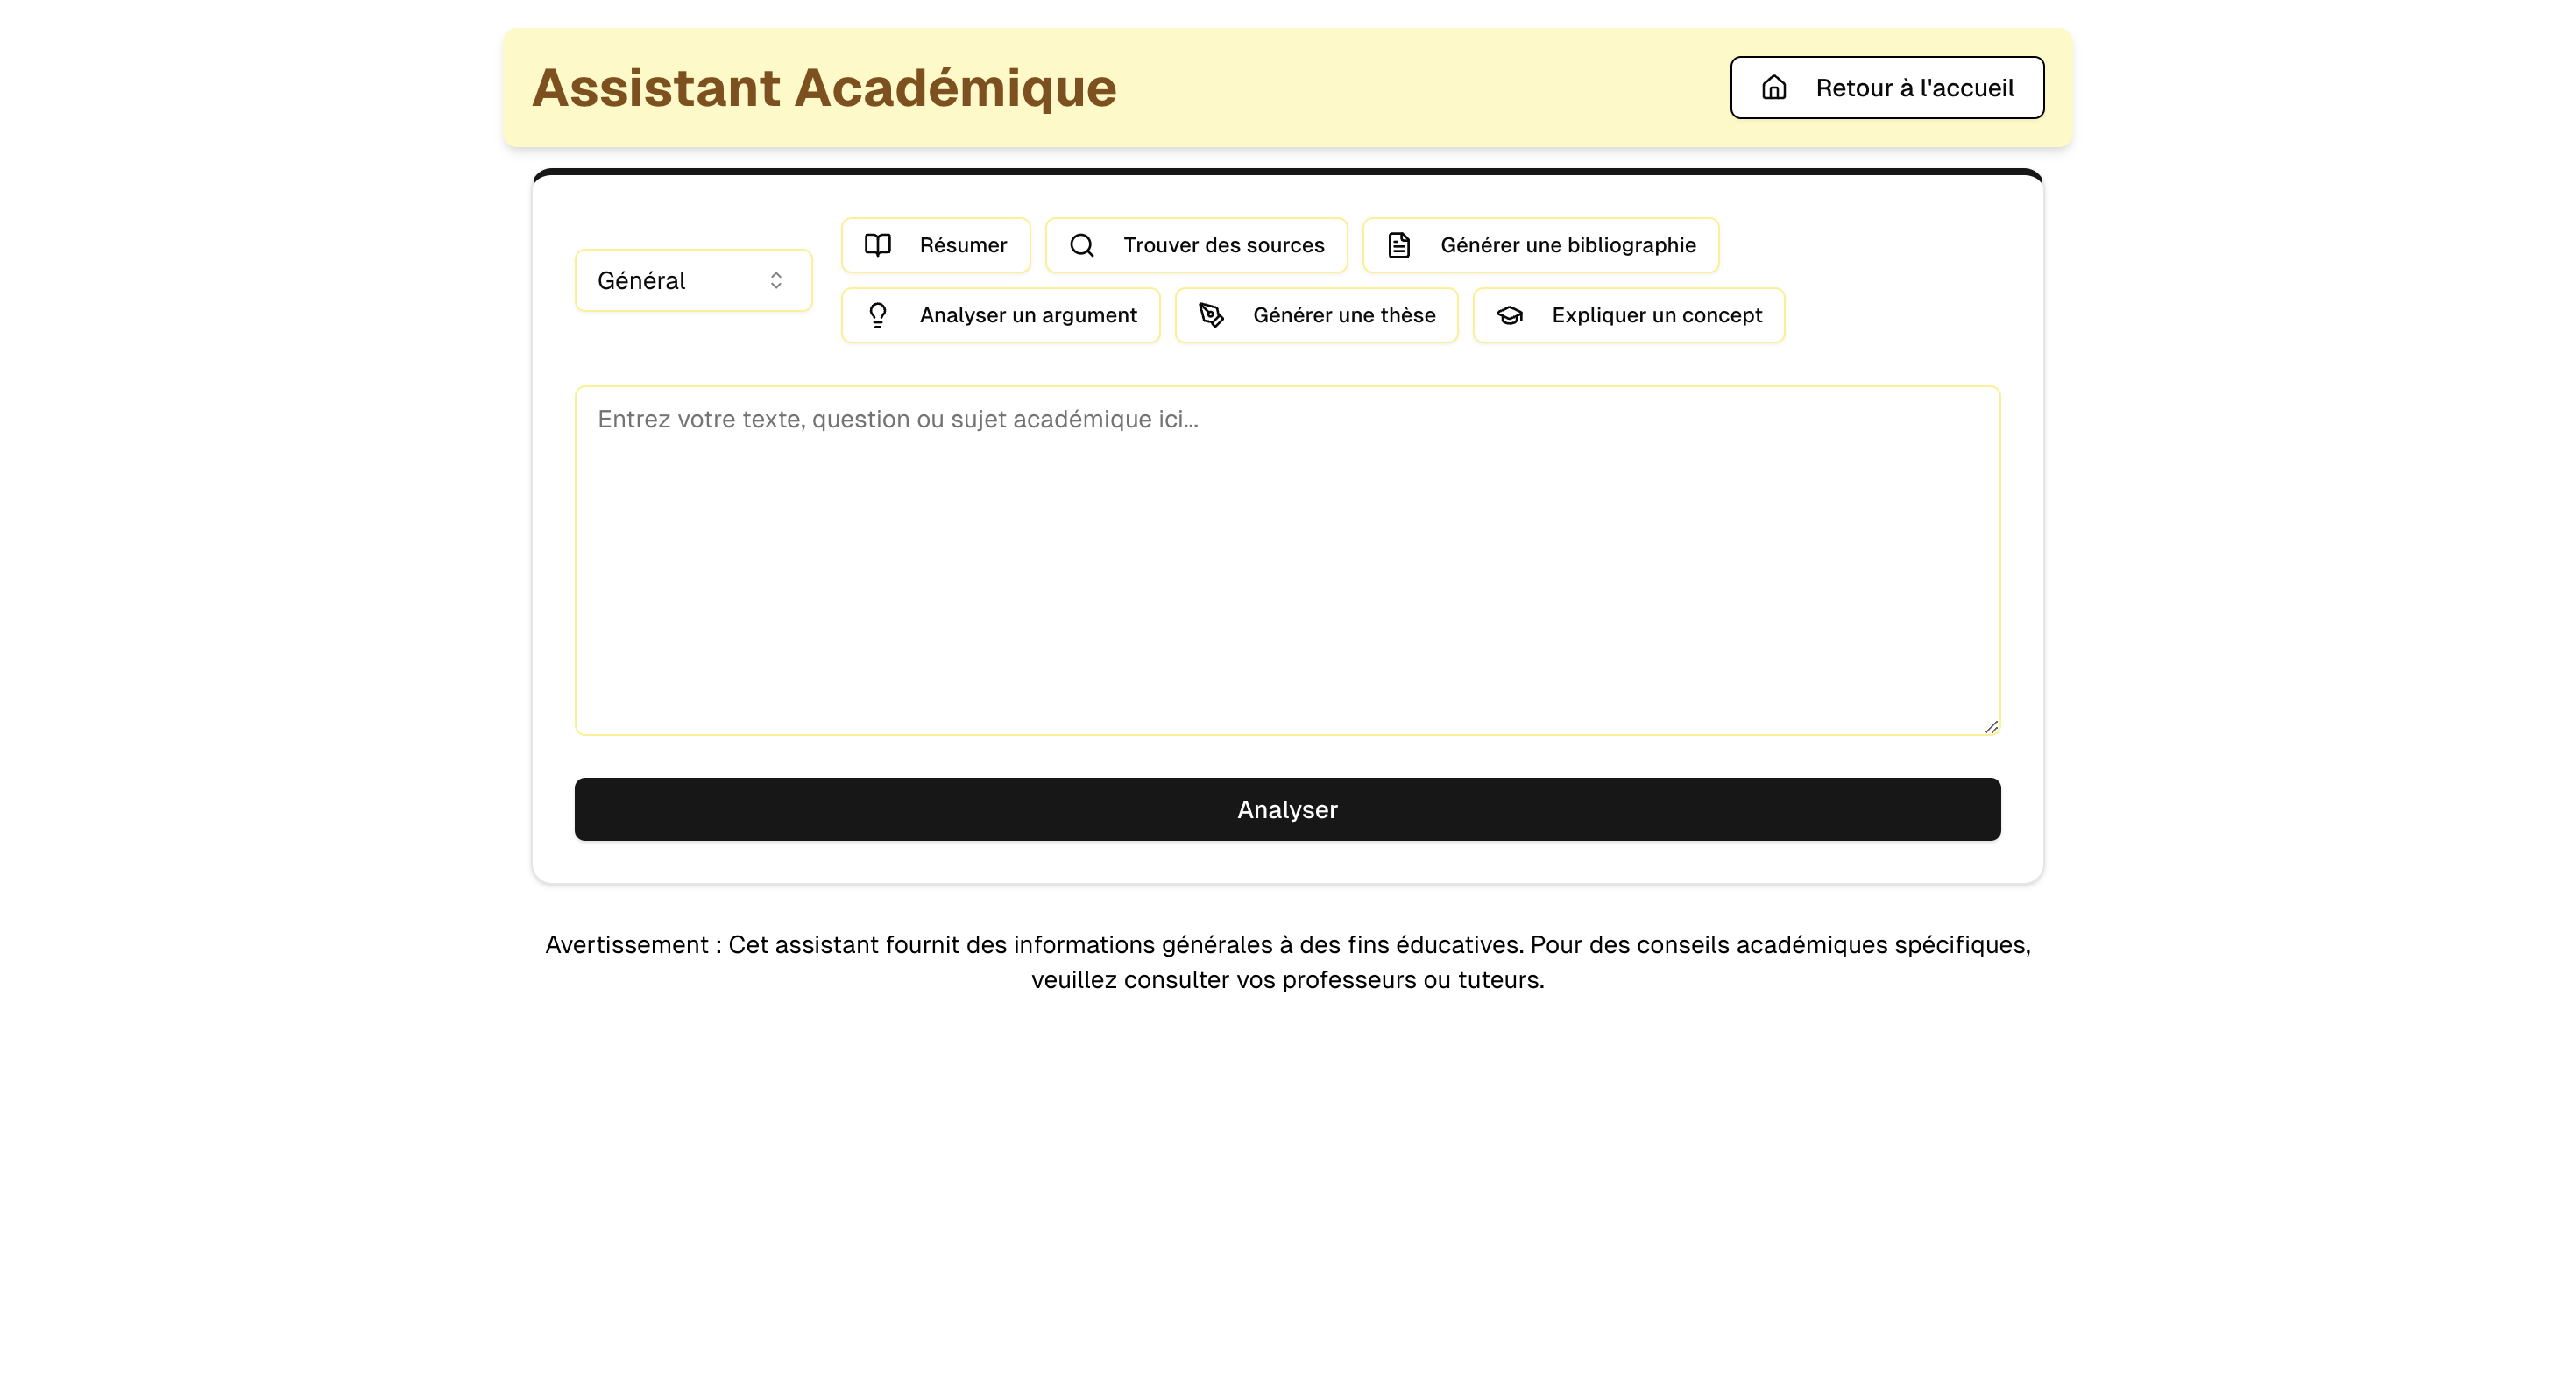 Assistant Académique
Retour à l'accueil
Général
Résumer
Trouver des sources
Générer une bibliographie
Analyser un argument
Générer une thèse
Expliquer un concept
Entrez votre texte, question ou sujet académique ici...
Analyser
Avertissement : Cet assistant fournit des informations générales à des fins éducatives. Pour des conseils académiques spécifiques,
veuillez consulter vos professeurs ou tuteurs.